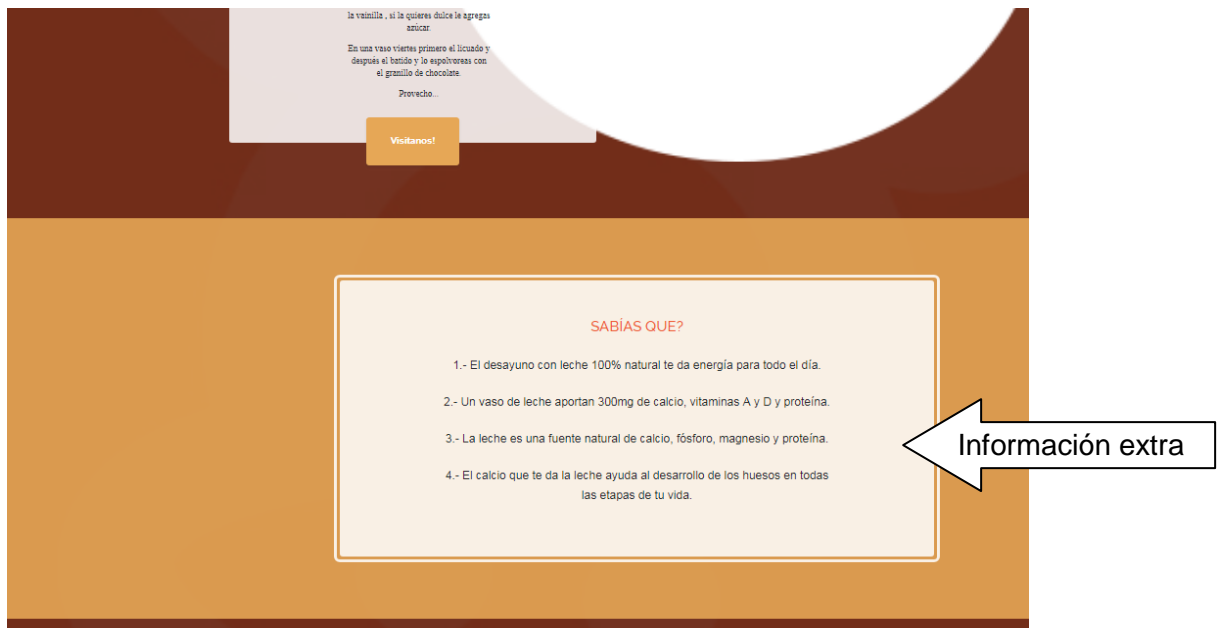 la vainilla , si la quieres dulce le agregas
azúcar.
En una vaso viertes primero el licuado y
después el batido y lo espolvoreas con
el granillo de chocolate.
Provecho...
Visitanos!
SABÍAS QUE?
1.- El desayuno con leche 100% natural te da energía para todo el día.
2.- Un vaso de leche aportan 300mg de calcio, vitaminas A y D y proteína.
3.- La leche es una fuente natural de calcio, fósforo, magnesio y proteína.
4.- El calcio que te da la leche ayuda al desarrollo de los huesos en todas
las etapas de tu vida.
Información extra